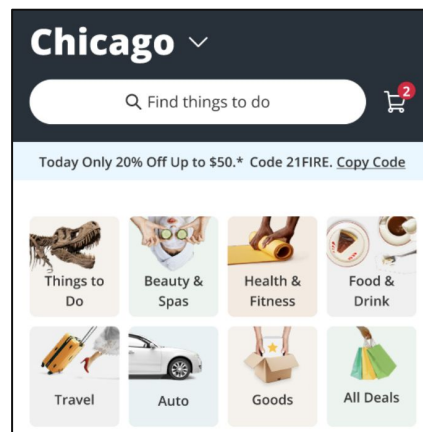 Chicago
Find things to do
2
Today Only 20% Off Up to $50.* Code 21FIRE. Copy Code
Things to
Do
Beauty &
Spas
Health &
Fitness
Food &
Drink
Travel
Auto
Goods
All Deals